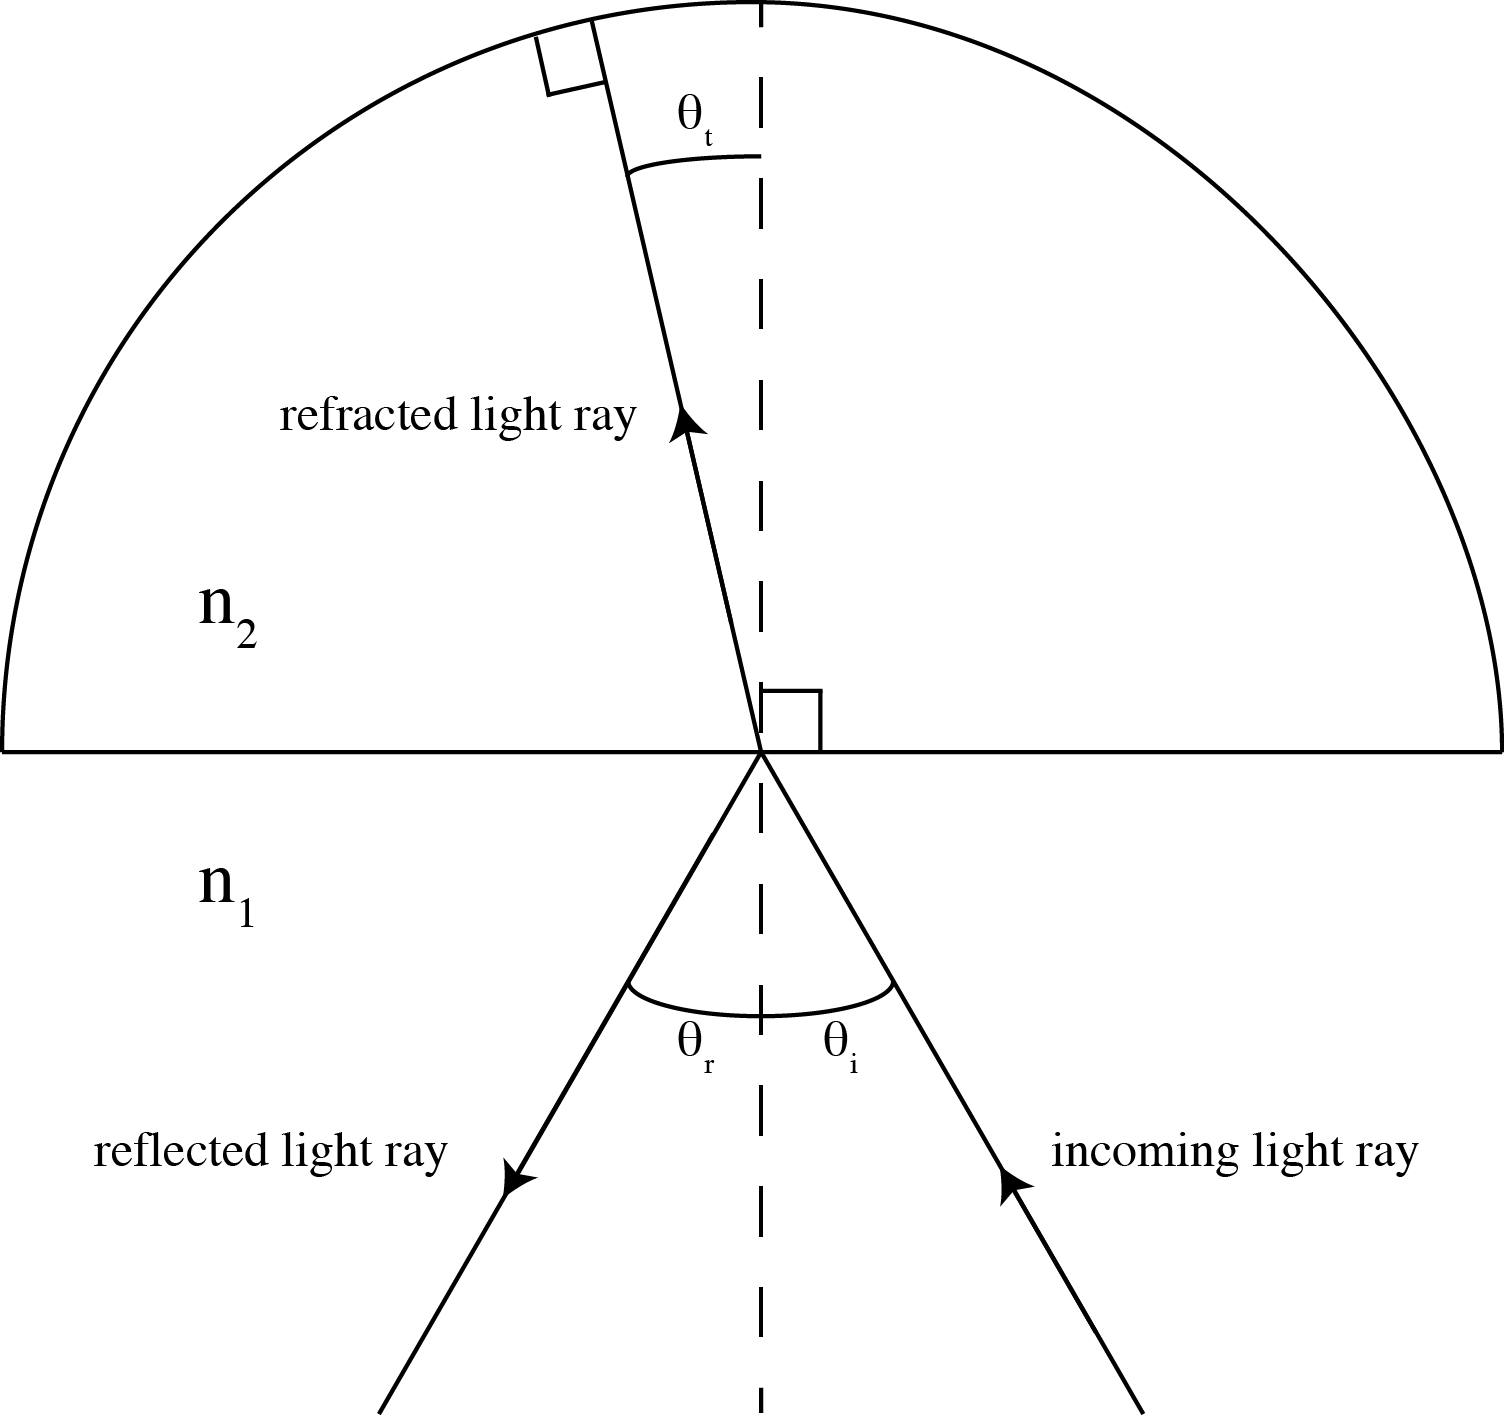 θt
refracted light ray
n2
n1
θr
θi
reflected light ray
incoming light ray